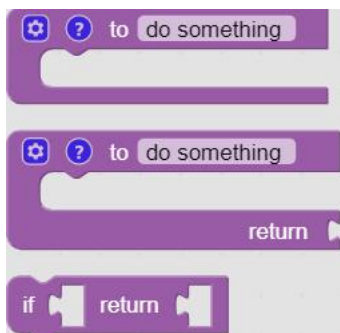 ? to do something
? to do something
return
if return